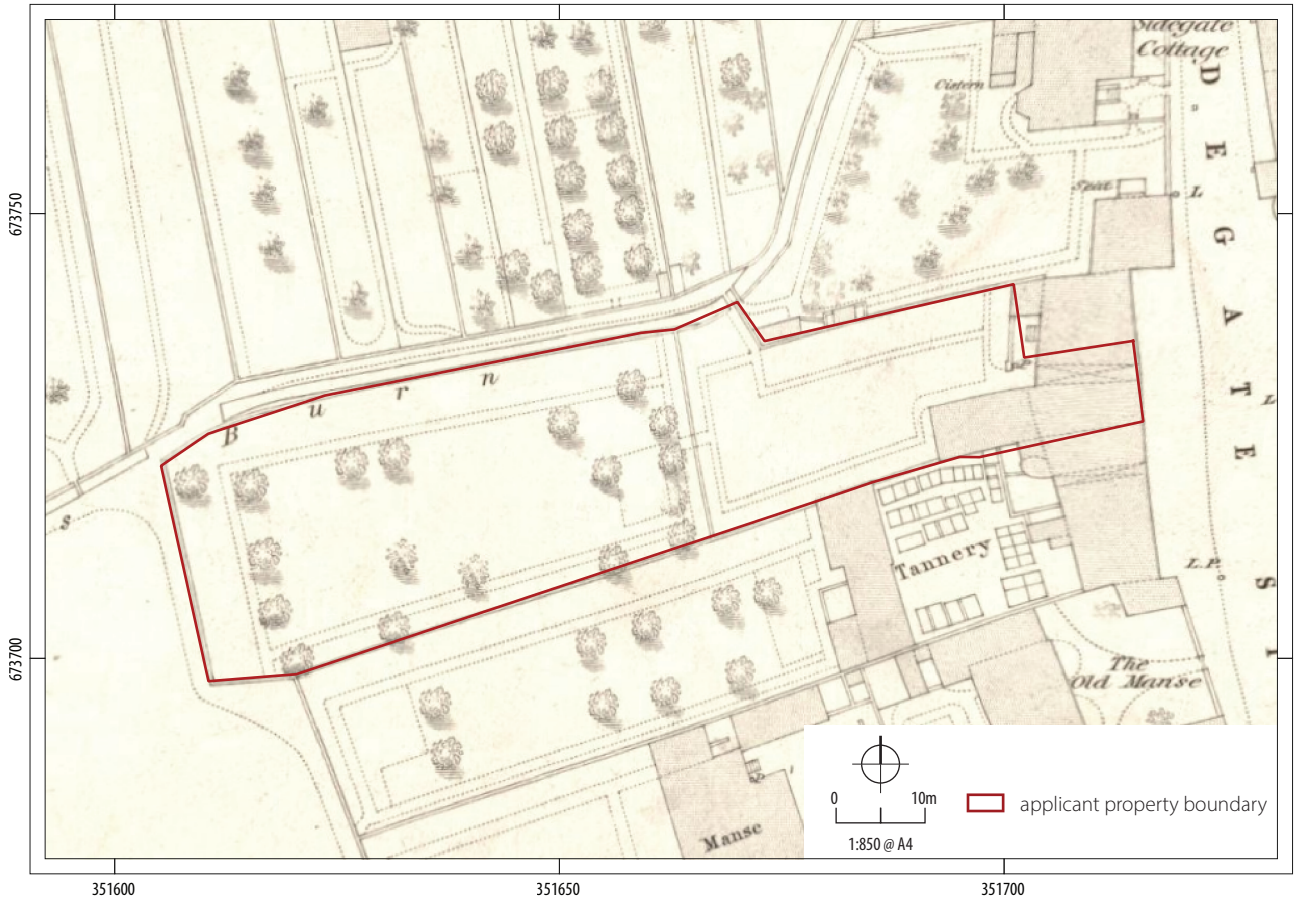 Sidegate
Cottage
Cistern
Seat
L
D
E
G
A
T
E
S
I
L
L.P.
B u r n
s
Tannery
The
Old Manse
Manse
673750
673700
351600
351650
351700
0 10m
1:850 @ A4
applicant property boundary